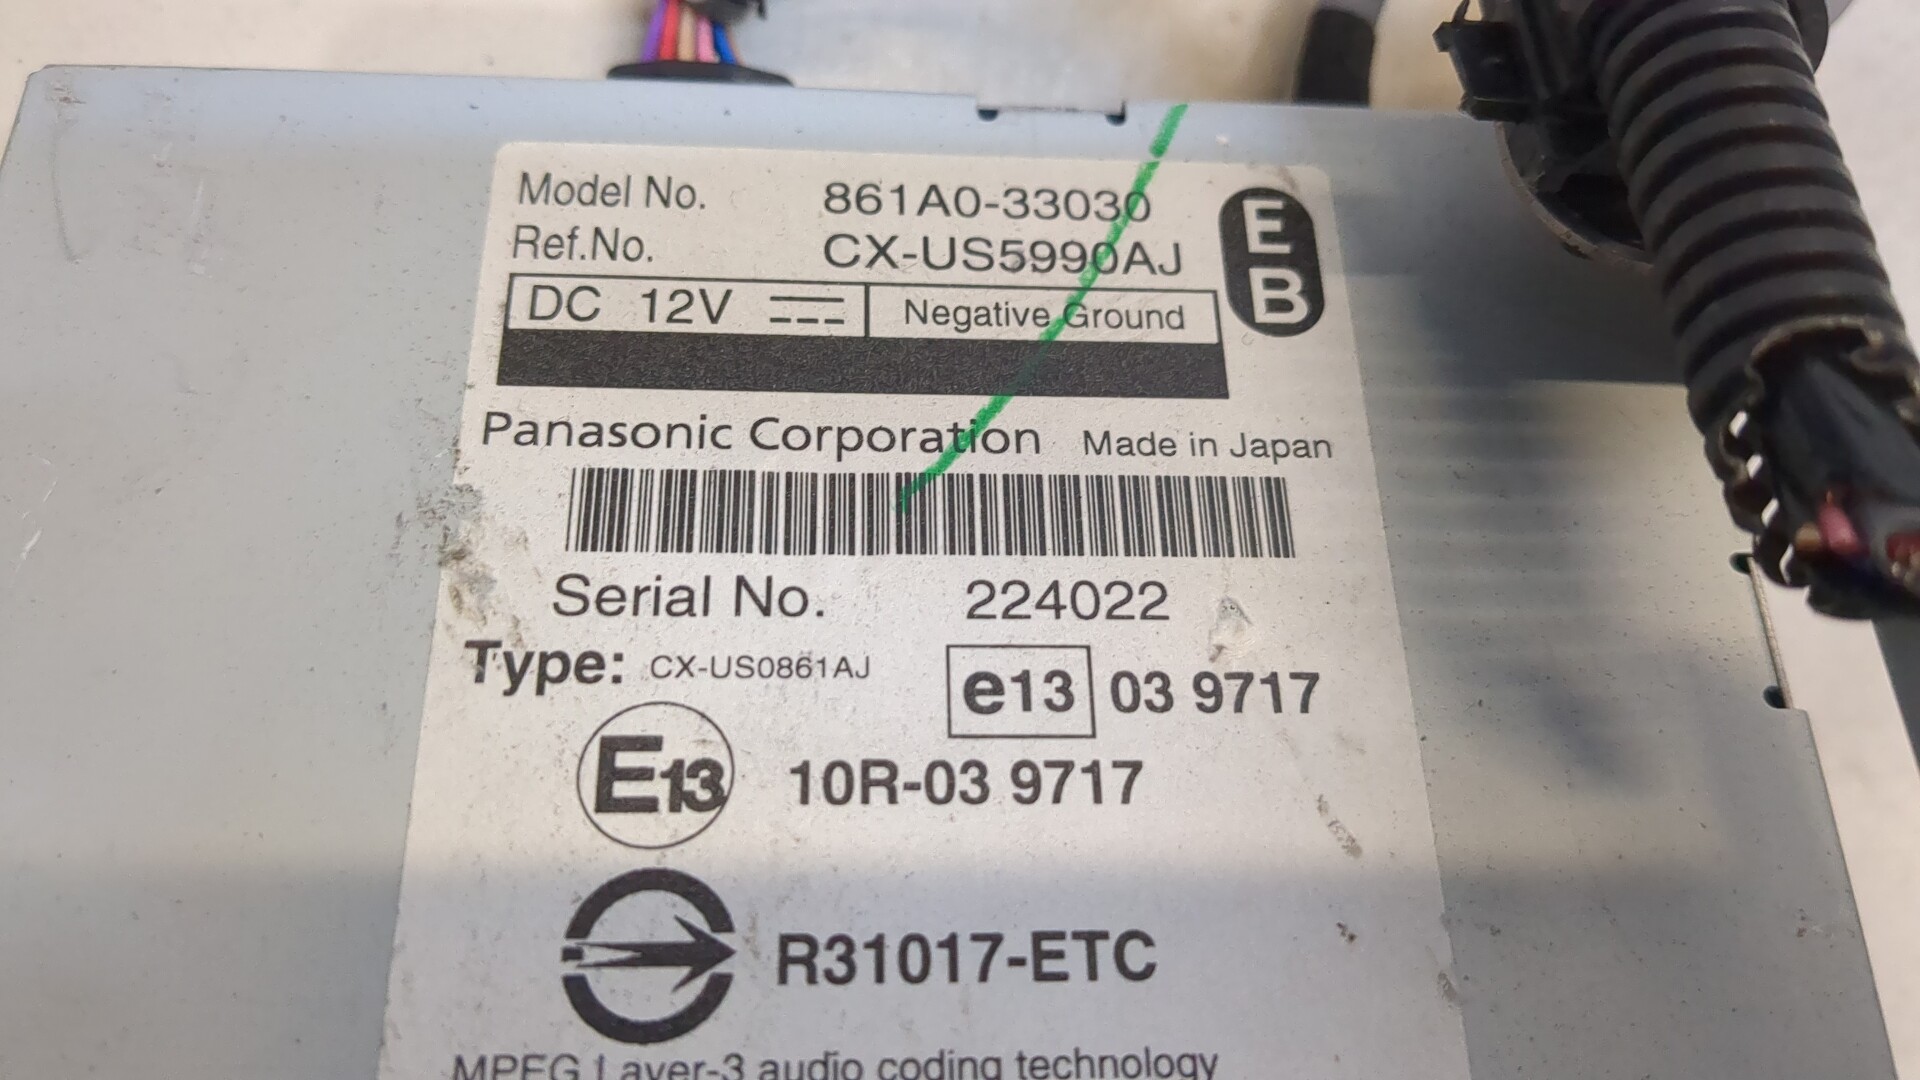 Model No. 861A0-33030
Ref.No. CX-US5990AJ
E
B
DC 12V Negative Ground
Panasonic Corporation Made in Japan
Serial No. 224022
Type: CX-US0861AJ e13 03 9717
E13 10R-03 9717
R31017-ETC
MPEG Layer-3 audio coding technology